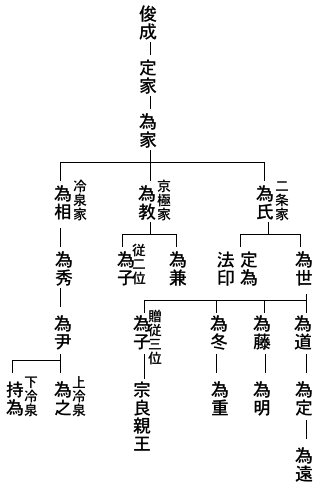 俊成
定家
為家
二条家
為氏
京極家
為教
冷泉家
為相
為世
定為
法印
為兼
従二位
為子
為秀
為道
為藤
為冬
贈従三位
為子
為尹
為定
為明
為重
宗良親王
上冷泉
為之
下冷泉
持為
為遠